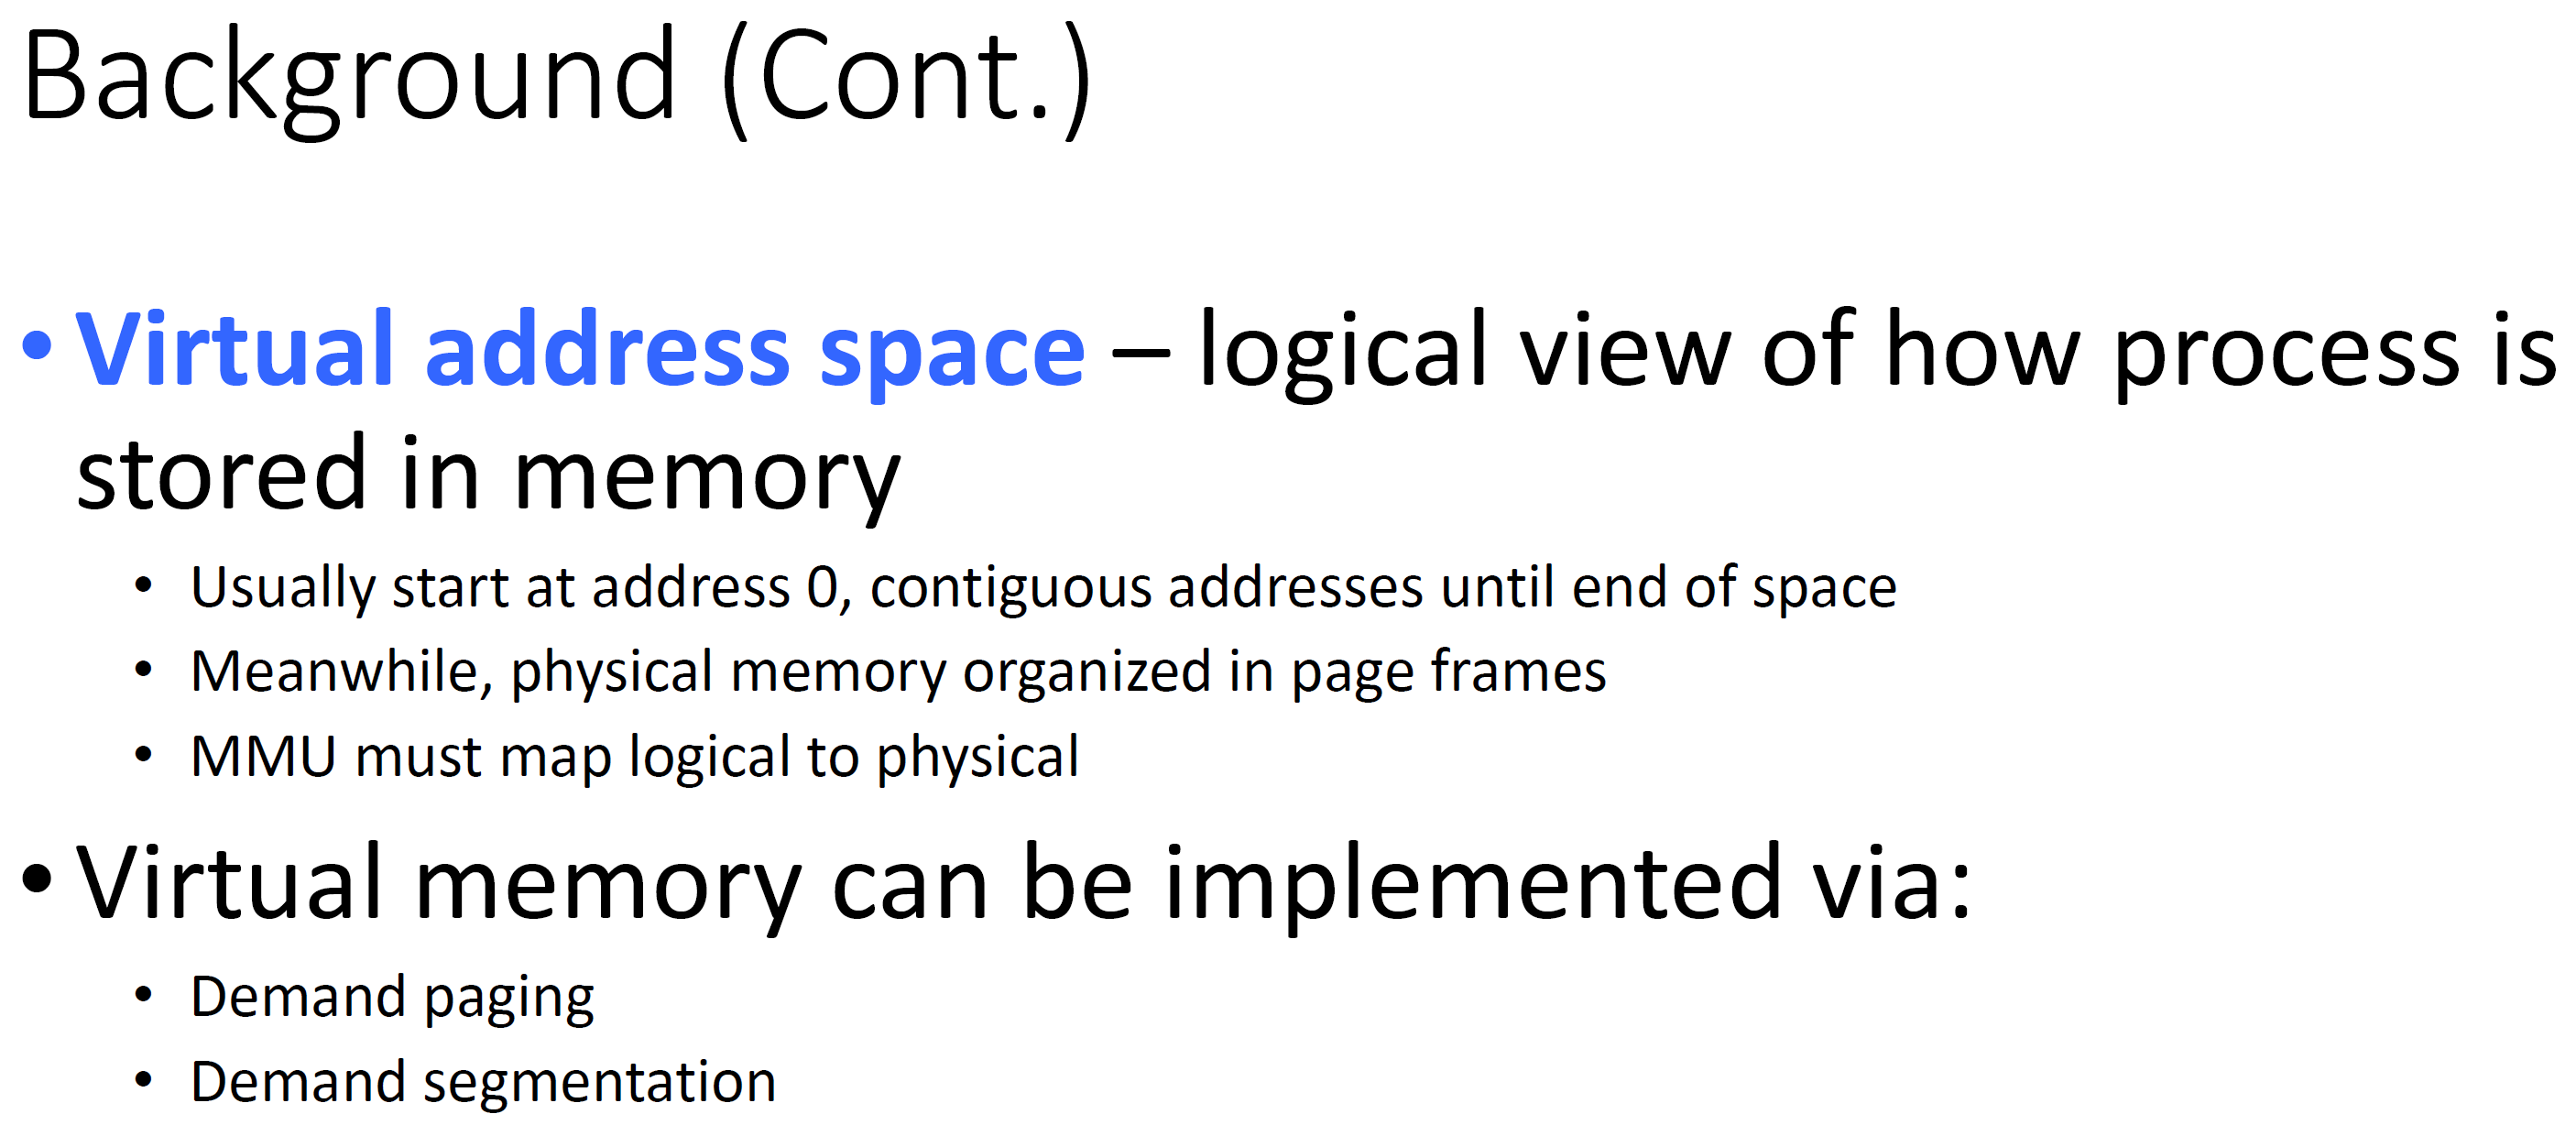 Background (Cont.)
• Virtual address space – logical view of how process is
stored in memory
• Usually start at address 0, contiguous addresses until end of space
• Meanwhile, physical memory organized in page frames
• MMU must map logical to physical
• Virtual memory can be implemented via:
• Demand paging
• Demand segmentation